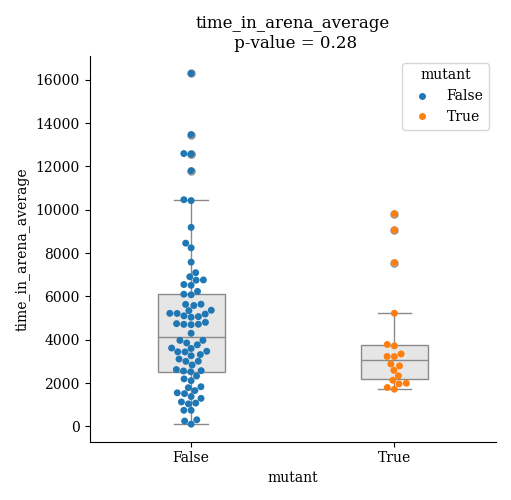 time_in_arena_average
p-value = 0.28
mutant
False
True
16000
14000
12000
10000
8000
6000
4000
2000
0
time_in_arena_average
False
True
mutant